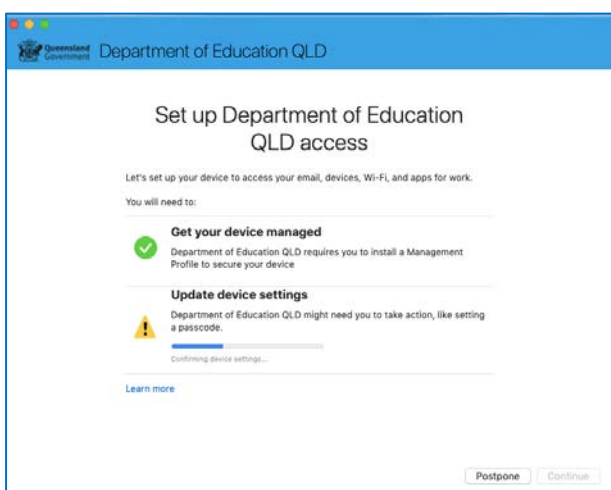 Queensland
Government
Department of Education QLD
Set up Department of Education
QLD access
Let's set up your device to access your email, devices, Wi-Fi, and apps for work.
You will need to:
Get your device managed
Department of Education QLD requires you to install a Management
Profile to secure your device
Update device settings
Department of Education QLD might need you to take action, like setting
a passcode.
Confirming device settings...
Learn more
Postpone
Continue